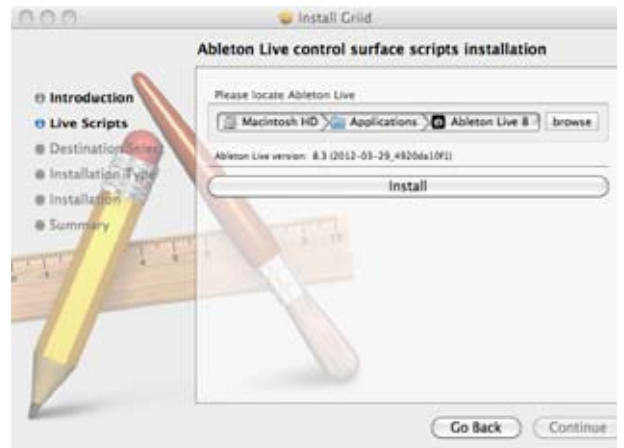 Install Griid
Ableton Live control surface scripts installation
Introduction
Live Scripts
Destination Select
Installation Type
Installation
Summary
Please locate Ableton Live
Macintosh HD Applications Ableton Live 8 browse
Ableton Live version: 8.3 (2012-03-29_4920da10f1)
Install
Go Back Continue